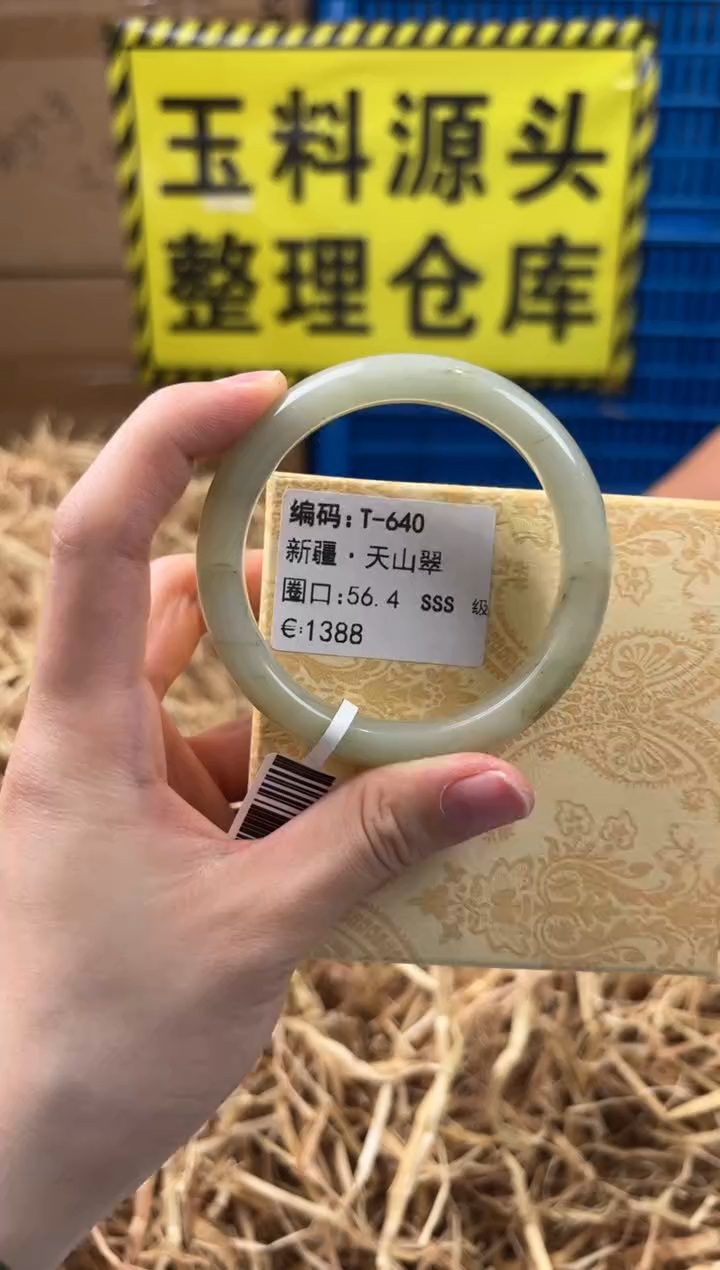 玉料源头
整理仓库
编码:T-640
新疆·天山翠
圈口:56.4 SSS 级
€:1388